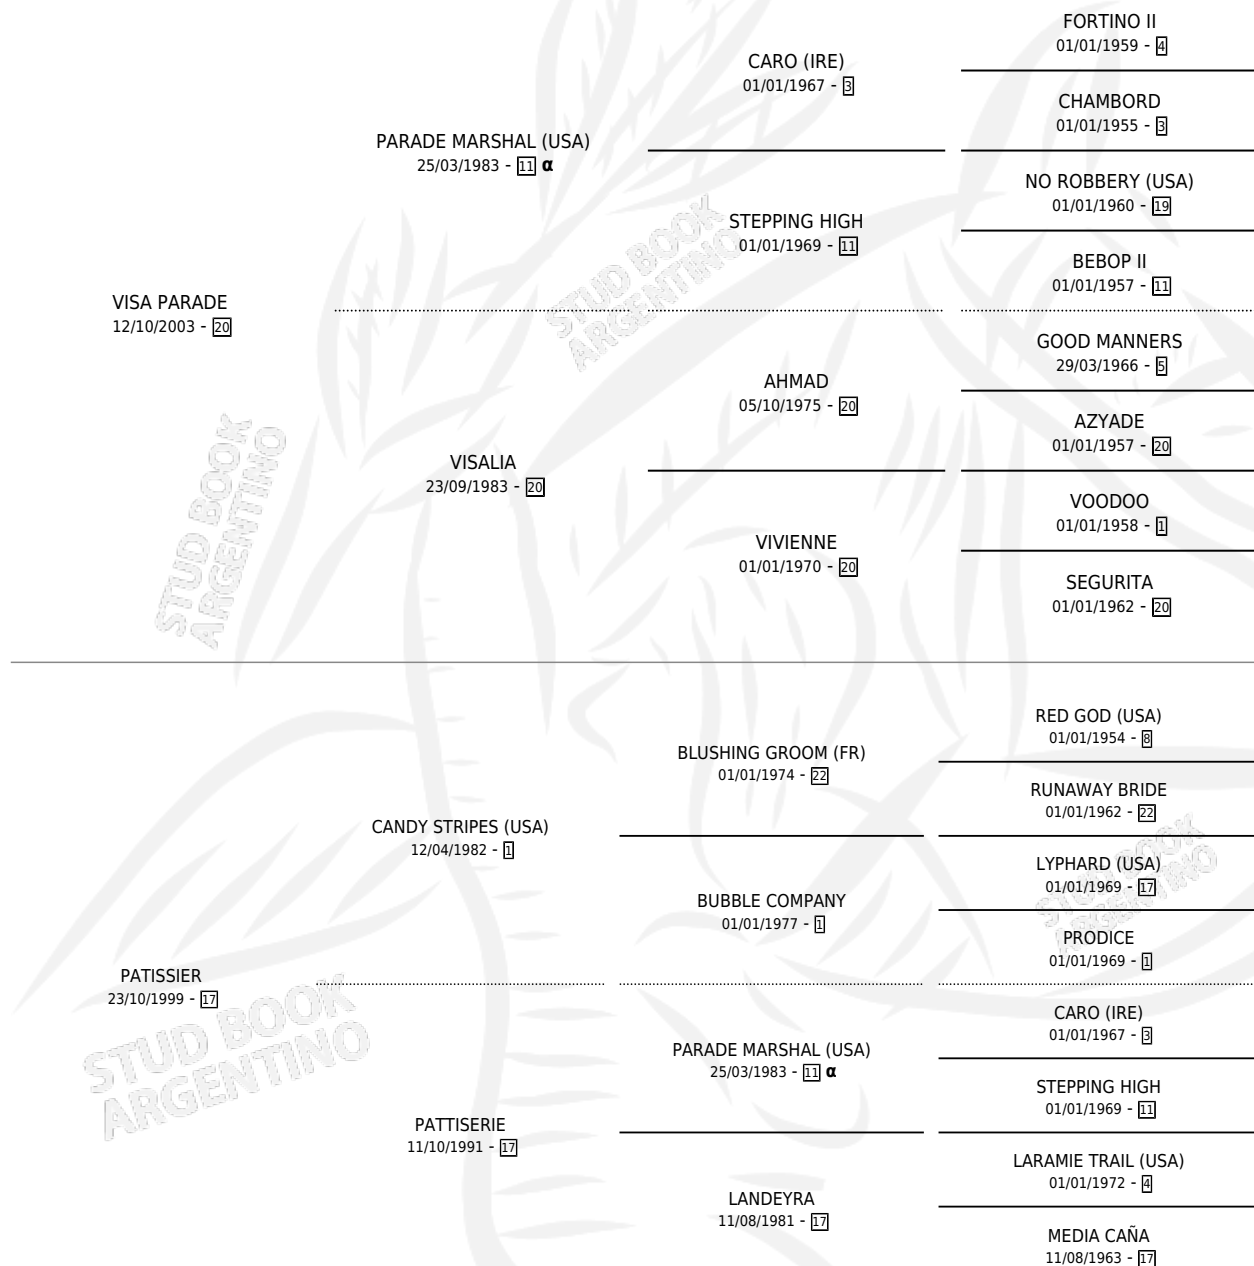 FORTINO II
01/01/1959 - 4
CARO (IRE)
01/01/1967 - 3
CHAMBORD
01/01/1955 - 3
PARADE MARSHAL (USA)
25/03/1983 - 11 α
NO ROBBERY (USA)
01/01/1960 - 19
STEPPING HIGH
01/01/1969 - 11
BEBOP II
01/01/1957 - 11
VISA PARADE
12/10/2003 - 20
GOOD MANNERS
29/03/1966 - 5
AHMAD
05/10/1975 - 20
AZYADE
01/01/1957 - 20
VISALIA
23/09/1983 - 20
VOODOO
01/01/1958 - 1
VIVIENNE
01/01/1970 - 20
SEGURITA
01/01/1962 - 20
RED GOD (USA)
01/01/1954 - 8
BLUSHING GROOM (FR)
01/01/1974 - 22
RUNAWAY BRIDE
01/01/1962 - 22
CANDY STRIPES (USA)
12/04/1982 - 1
LYPHARD (USA)
01/01/1969 - 17
BUBBLE COMPANY
01/01/1977 - 1
PRODICE
01/01/1969 - 1
PATISSIER
23/10/1999 - 17
CARO (IRE)
01/01/1967 - 3
PARADE MARSHAL (USA)
25/03/1983 - 11 α
STEPPING HIGH
01/01/1969 - 11
PATTISERIE
11/10/1991 - 17
LARAMIE TRAIL (USA)
01/01/1972 - 4
LANDEYRA
11/08/1981 - 17
MEDIA CAÑA
11/08/1963 - 17
STUD BOOK
ARGENTINO
STUD BOOK
ARGENTINO
STUD BOOK
ARGENTINO
STUD BOOK
ARGENTINO